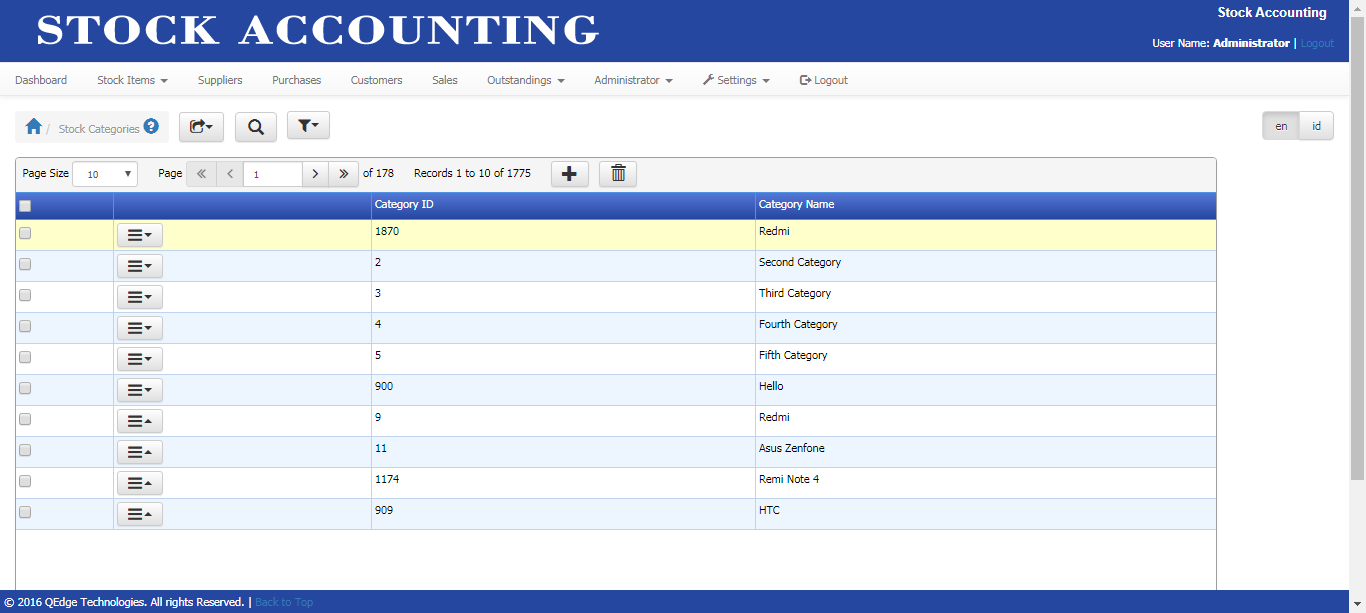 STOCK ACCOUNTING
Stock Accounting
User Name: Administrator | Logout
Dashboard Stock Items Suppliers Purchases Customers Sales Outstandings Administrator Settings Logout
/ Stock Categories ?
en id
Page Size 10 Page 1 of 178 Records 1 to 10 of 1775
Category ID Category Name
1870 Redmi
2 Second Category
3 Third Category
4 Fourth Category
5 Fifth Category
900 Hello
9 Redmi
11 Asus Zenfone
1174 Remi Note 4
909 HTC
© 2016 QEdge Technologies. All rights Reserved. | Back to Top